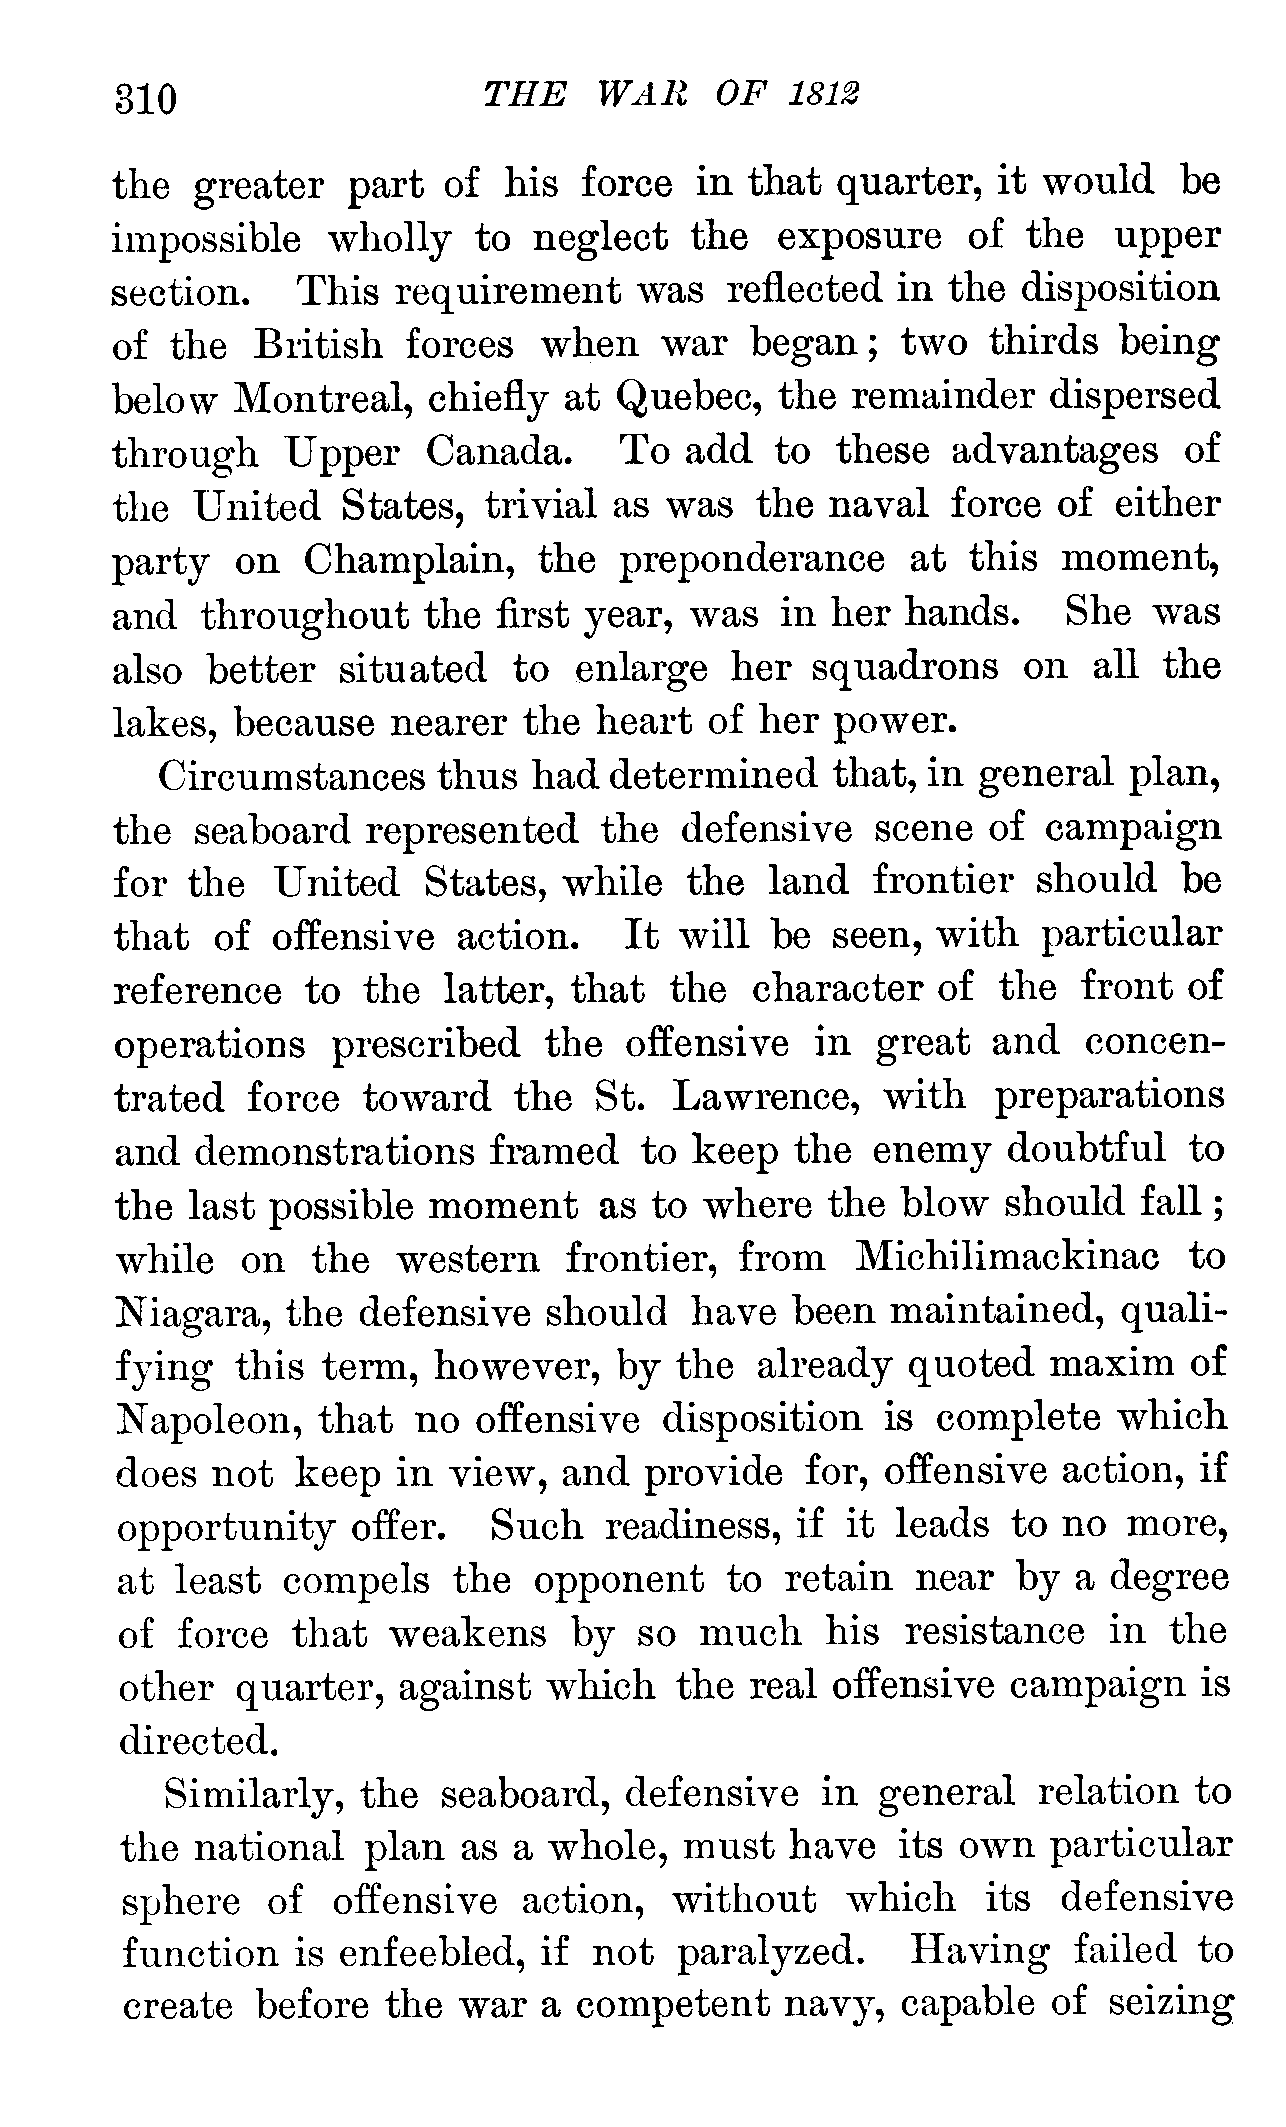 310 THE WAR OF 1812
the greater part of his force in that quarter, it would be
impossible wholly to neglect the exposure of the upper
section. This requirement was reflected in the disposition
of the British forces when war began; two thirds being
below Montreal, chiefly at Quebec, the remainder dispersed
through Upper Canada. To add to these advantages of
the United States, trivial as was the naval force of either
party on Champlain, the preponderance at this moment,
and throughout the first year, was in her hands. She was
also better situated to enlarge her squadrons on all the
lakes, because nearer the heart of her power.
Circumstances thus had determined that, in general plan,
the seaboard represented the defensive scene of campaign
for the United States, while the land frontier should be
that of offensive action. It will be seen, with particular
reference to the latter, that the character of the front of
operations prescribed the offensive in great and concen-
trated force toward the St. Lawrence, with preparations
and demonstrations framed to keep the enemy doubtful to
the last possible moment as to where the blow should fall;
while on the western frontier, from Michilimackinac to
Niagara, the defensive should have been maintained, quali-
fying this term, however, by the already quoted maxim of
Napoleon, that no offensive disposition is complete which
does not keep in view, and provide for, offensive action, if
opportunity offer. Such readiness, if it leads to no more,
at least compels the opponent to retain near by a degree
of force that weakens by so much his resistance in the
other quarter, against which the real offensive campaign is
directed.
Similarly, the seaboard, defensive in general relation to
the national plan as a whole, must have its own particular
sphere of offensive action, without which its defensive
function is enfeebled, if not paralyzed. Having failed to
create before the war a competent navy, capable of seizing